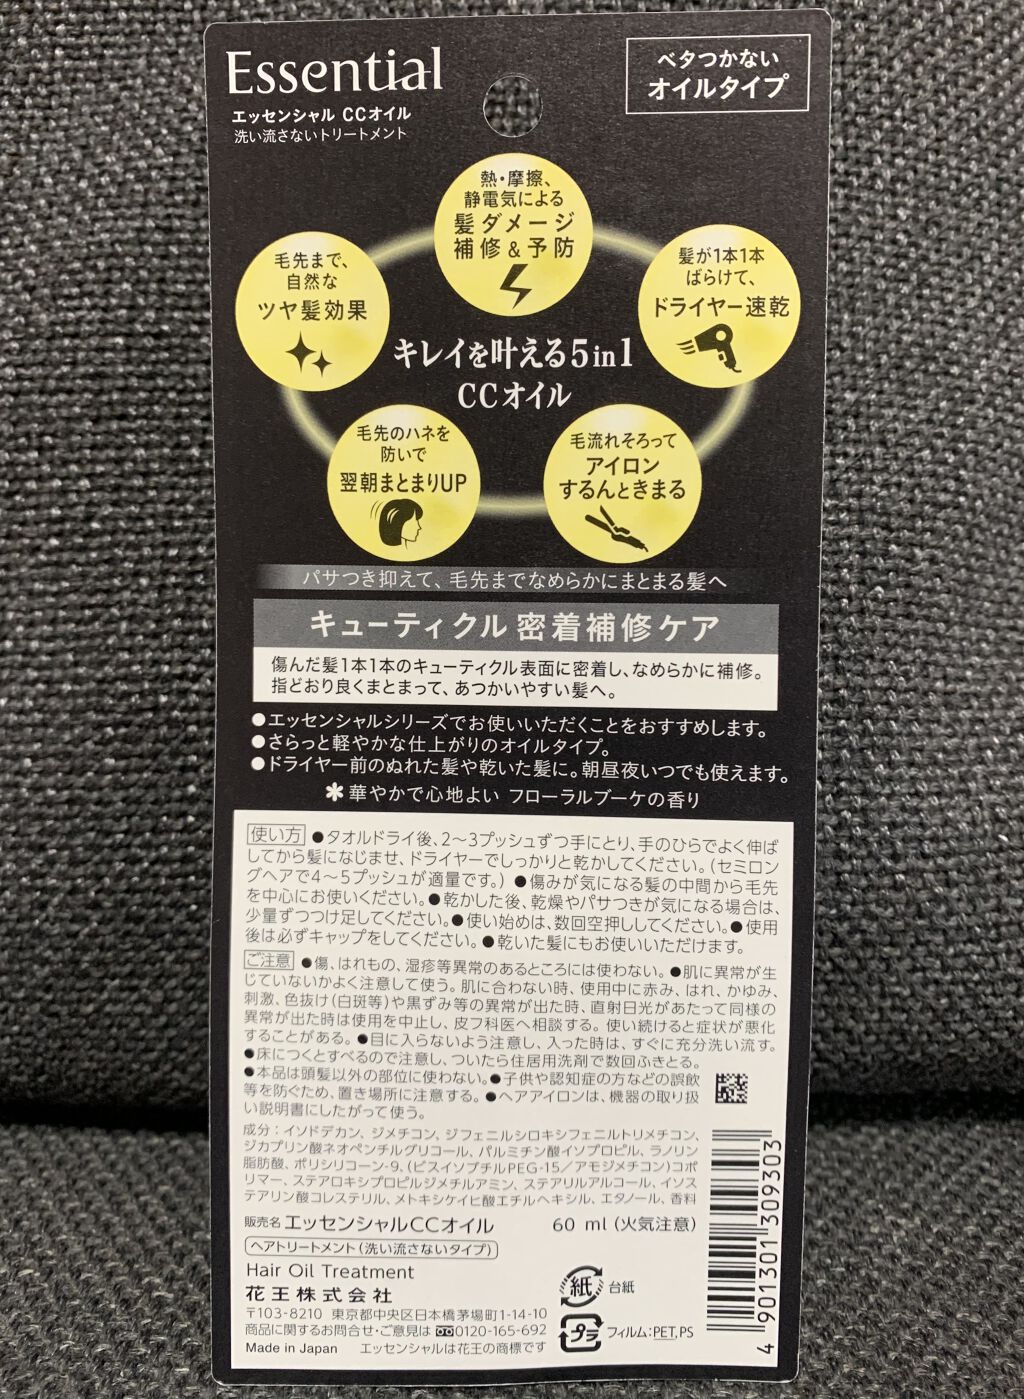 Essential
エッセンシャル CCオイル
洗い流さないトリートメント
ベタつかない
オイルタイプ
熱・摩擦、
静電気による
髪ダメージ
補修&予防
毛先まで、
自然な
ツヤ髪効果
髪が1本1本
ばらけて、
ドライヤー速乾
キレイを叶える5in1
CCオイル
毛先のハネを
防いで
翌朝まとまりUP
毛流れそろって
アイロン
するんときまる
パサつき抑えて、毛先までなめらかにまとまる髪へ
キューティクル密着補修ケア
傷んだ髪1本1本のキューティクル表面に密着し、なめらかに補修。
指どおり良くまとまって、あつかいやすい髪へ。
●エッセンシャルシリーズでお使いいただくことをおすすめします。
●さらっと軽やかな仕上がりのオイルタイプ。
●ドライヤー前のぬれた髪や乾いた髪に。朝昼夜いつでも使えます。
*華やかで心地よい フローラルブーケの香り
使い方 ●タオルドライ後、2〜3プッシュずつ手にとり、手のひらでよく伸ば
してから髪になじませ、ドライヤーでしっかりと乾かしてください。(セミロン
グヘアで4〜5プッシュが適量です。) ●傷みが気になる髪の中間から毛先
を中心にお使いください。●乾かした後、乾燥やパサつきが気になる場合は、
少量ずつつけ足してください。●使い始めは、数回空押ししてください。●使用
後は必ずキャップをしてください。●乾いた髪にもお使いいただけます。
ご注意 ●傷、はれもの、湿疹等異常のあるところには使わない。●肌に異常が生
じていないかよく注意して使う。肌に合わない時、使用中に赤み、はれ、かゆみ、
刺激、色抜け(白斑等)や黒ずみ等の異常が出た時、直射日光があたって同様の
異常が出た時は使用を中止し、皮フ科医へ相談する。使い続けると症状が悪化
することがある。●目に入らないよう注意し、入った時は、すぐに充分洗い流す。
●床につくとすべるので注意し、ついたら住居用洗剤で数回ふきとる。
●本品は頭髪以外の部位に使わない。●子供や認知症の方などの誤飲
等を防ぐため、置き場所に注意する。●ヘアアイロンは、機器の取り扱
い説明書にしたがって使う。
成分:イソドデカン、ジメチコン、ジフェニルシロキシフェニルトリメチコン、
ジカプリン酸ネオペンチルグリコール、パルミチン酸イソプロピル、ラノリン
脂肪酸、ポリシリコーン-9、(ビスイソブチルPEG-15/アモジメチコン)コポ
リマー、ステアロキシプロピルジメチルアミン、ステアリルアルコール、イソス
テアリン酸コレステリル、メトキシケイヒ酸エチルヘキシル、エタノール、香料
販売名 エッセンシャルCCオイル 60 ml (火気注意)
ヘアトリートメント(洗い流さないタイプ)
Hair Oil Treatment
花王株式会社
〒103-8210 東京都中央区日本橋茅場町1-14-10
商品に関するお問合せ・ご意見は 0120-165-692
Made in Japan エッセンシャルは花王の商標です
紙 台紙
プラ フィルム:PET,PS
4 901301 309303